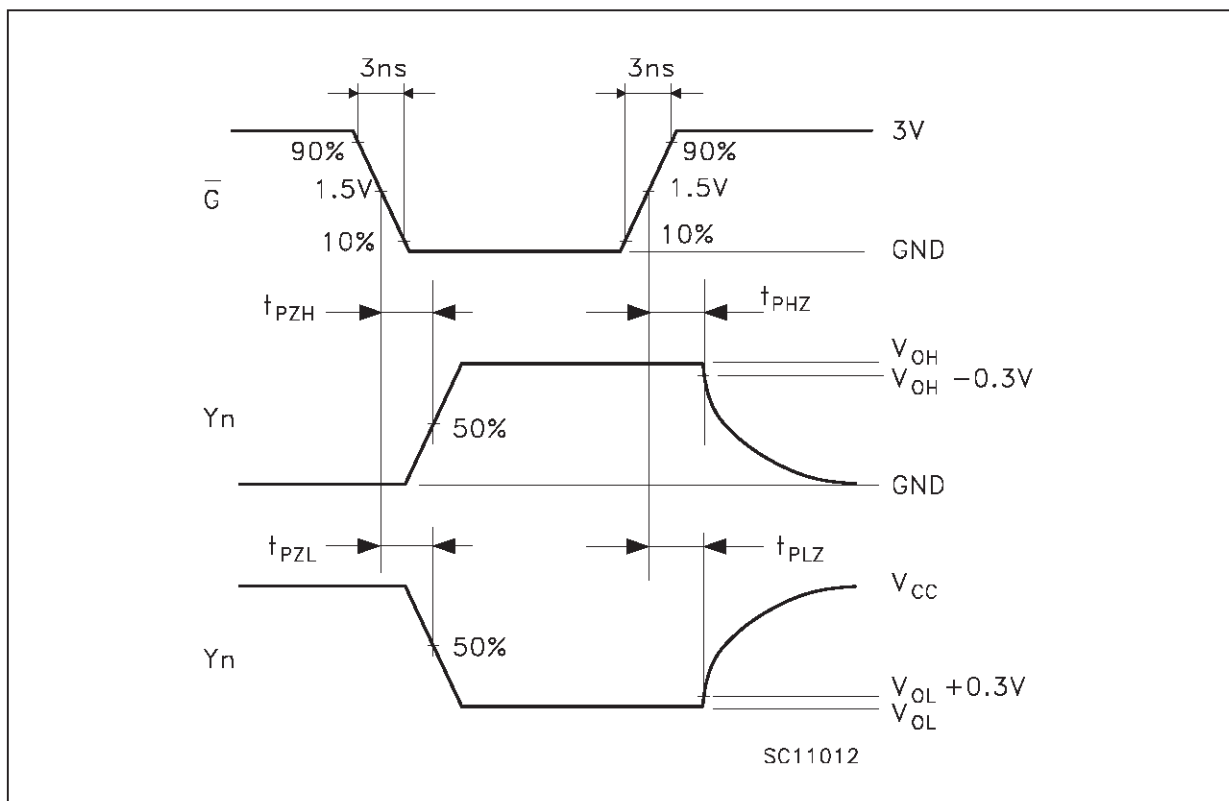 3ns 3ns
3V
90% 90%
G̅ 1.5V 1.5V
10% 10%
GND
tPZH tPHZ
VOH
VOH −0.3V
Yn 50%
GND
tPZL tPLZ
VCC
Yn 50%
VOL +0.3V
VOL
SC11012